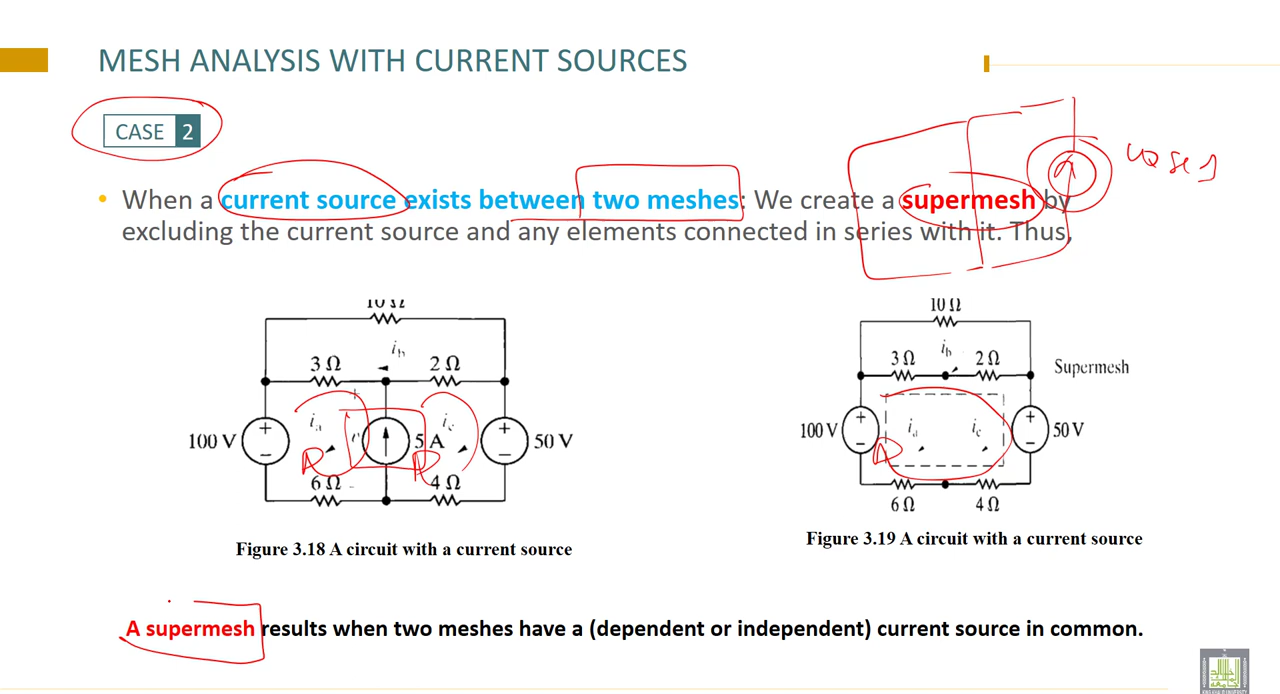 MESH ANALYSIS WITH CURRENT SOURCES
CASE 2
case 1
• When a current source exists between two meshes: We create a supermesh by
excluding the current source and any elements connected in series with it. Thus,
10 Ω
i_b
3 Ω
2 Ω
i_a
i_c
100 V
5 A
50 V
6 Ω
4 Ω
Figure 3.18 A circuit with a current source
10 Ω
i_b
3 Ω
2 Ω
Supermesh
100 V
i_a
i_c
50 V
6 Ω
4 Ω
Figure 3.19 A circuit with a current source
A supermesh results when two meshes have a (dependent or independent) current source in common.